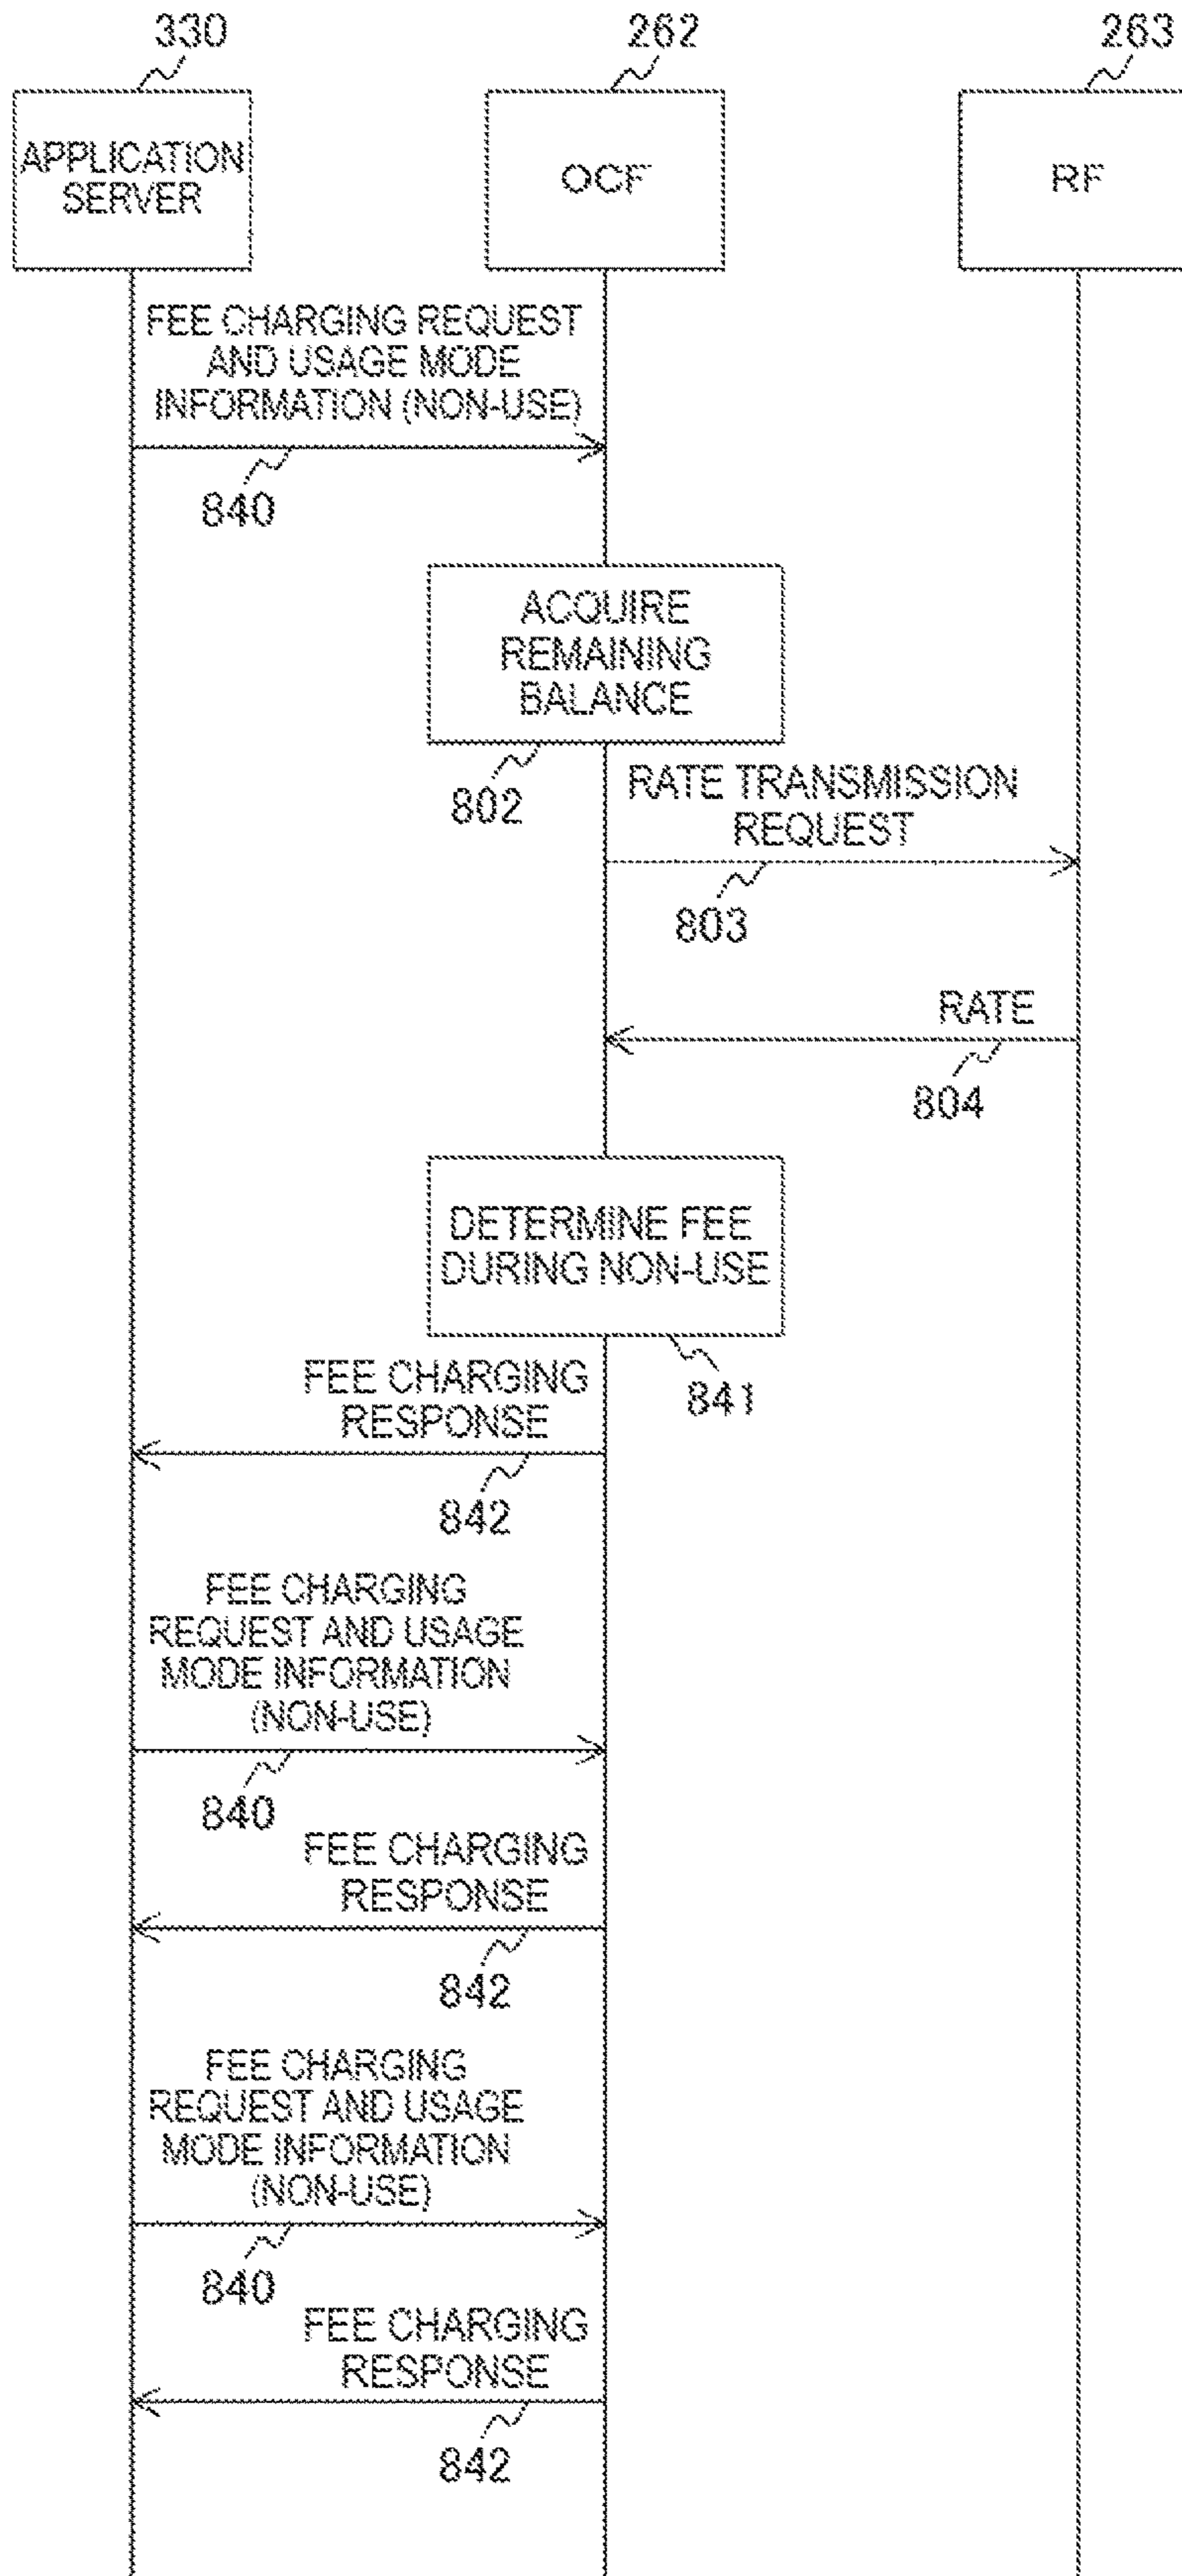 330
262
263
APPLICATION
SERVER
OCF
RF
FEE CHARGING REQUEST
AND USAGE MODE
INFORMATION (NON-USE)
840
ACQUIRE
REMAINING
BALANCE
802
RATE TRANSMISSION
REQUEST
803
RATE
804
DETERMINE FEE
DURING NON-USE
841
FEE CHARGING
RESPONSE
842
FEE CHARGING
REQUEST AND USAGE
MODE INFORMATION
(NON-USE)
840
FEE CHARGING
RESPONSE
842
FEE CHARGING
REQUEST AND USAGE
MODE INFORMATION
(NON-USE)
840
FEE CHARGING
RESPONSE
842